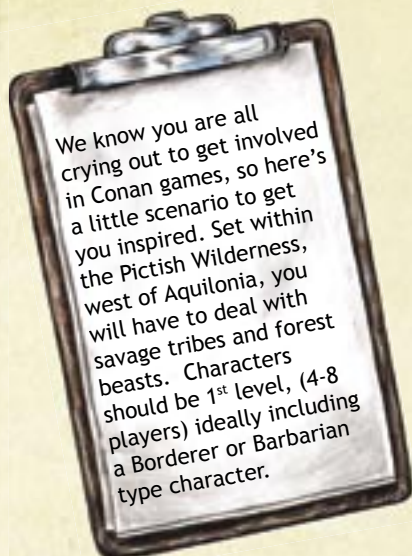 We know you are all
crying out to get involved
in Conan games, so here’s
a little scenario to get
you inspired. Set within
the Pictish Wilderness,
west of Aquilonia, you
will have to deal with
savage tribes and forest
beasts.  Characters
should be 1st level, (4-8
players) ideally including
a Borderer or Barbarian
type character.